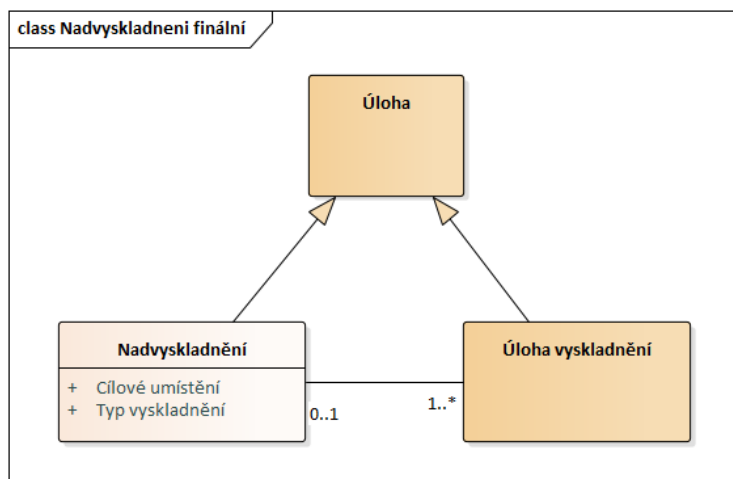 class Nadvyskladneni finální
Úloha
Nadvyskladnění
+ Cílové umístění
+ Typ vyskladnění
Úloha vyskladnění
0..1
1..*